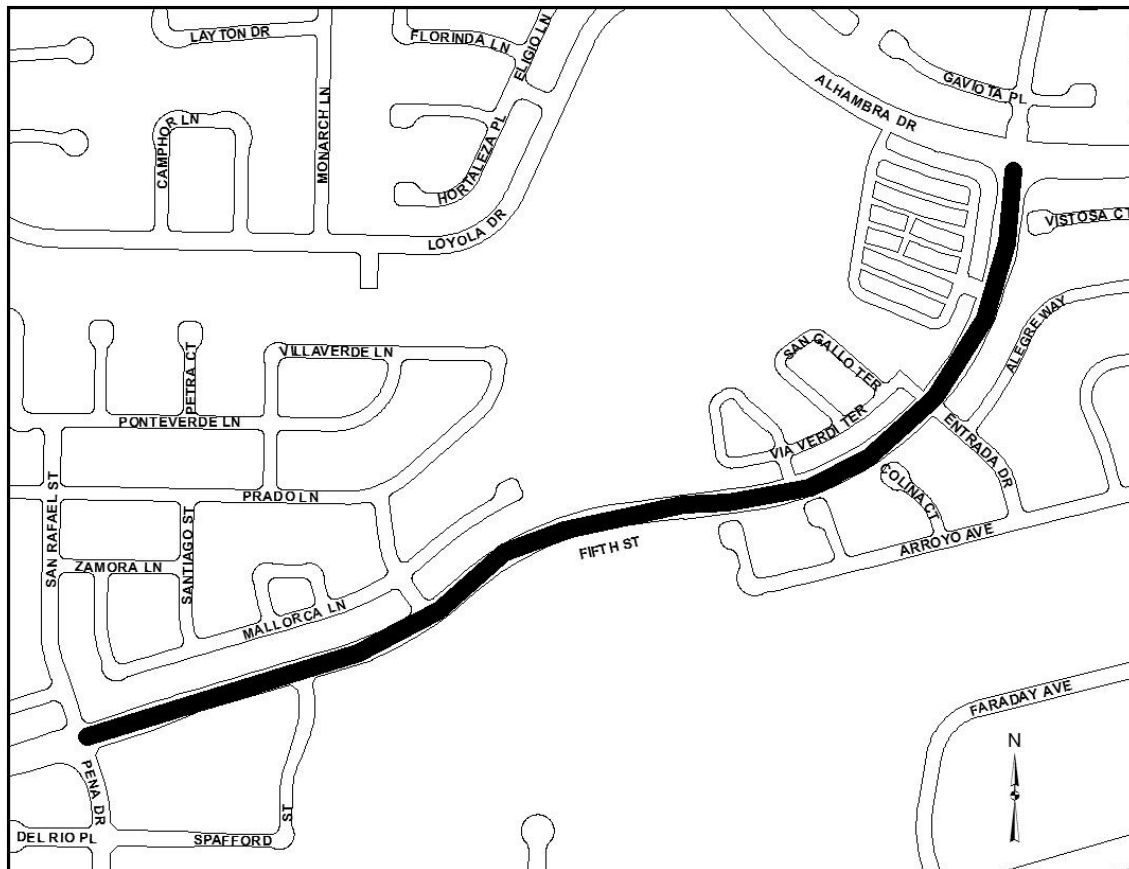 LAYTON DR
FLORINDA LN
ELIGIO LN
GAVIOTA PL
ALHAMBRA DR
CAMPHOR LN
MONARCH LN
HORTALEZA PL
LOYOLA DR
VISTOSA CT
ALEGRE WAY
SAN GALLO TER
VILLAVERDE LN
PETRA CT
PONTEVERDE LN
VIA VERDI TER
ENTRADA DR
COLINA CT
PRADO LN
SAN RAFAEL ST
SANTIAGO ST
ZAMORA LN
FIFTH ST
ARROYO AVE
MALLORCA LN
FARADAY AVE
N
PENA DR
DEL RIO PL
SPAFFORD ST